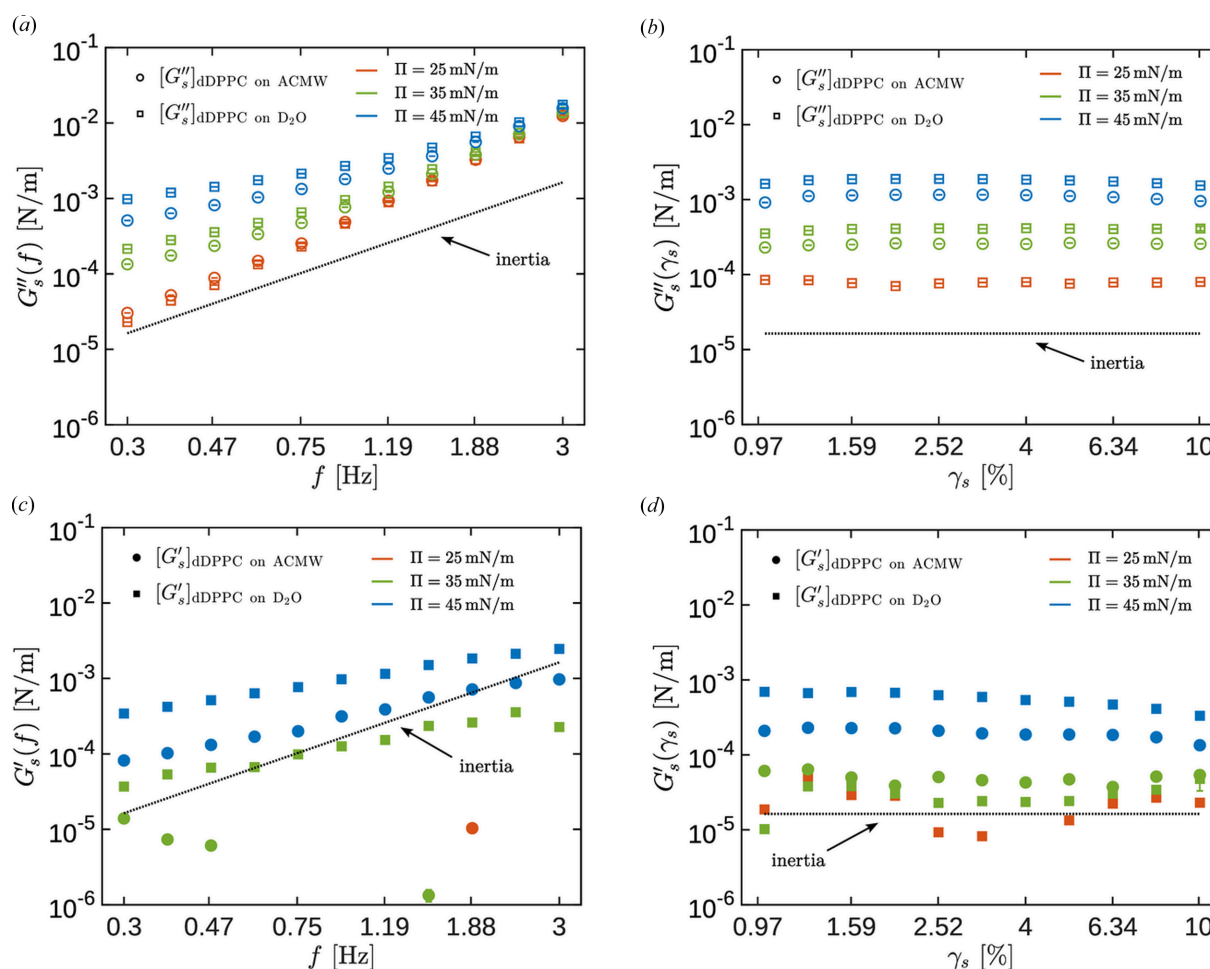 (a)
10^-1
10^-2
10^-3
10^-4
10^-5
10^-6
G''_s(f) [N/m]
[G''_s]dDPPC on ACMW
[G''_s]dDPPC on D2O
Π = 25 mN/m
Π = 35 mN/m
Π = 45 mN/m
inertia
0.3 0.47 0.75 1.19 1.88 3
f [Hz]
(b)
10^-1
10^-2
10^-3
10^-4
10^-5
10^-6
G''_s(γ_s) [N/m]
[G''_s]dDPPC on ACMW
[G''_s]dDPPC on D2O
Π = 25 mN/m
Π = 35 mN/m
Π = 45 mN/m
inertia
0.97 1.59 2.52 4 6.34 10
γ_s [%]
(c)
10^-1
10^-2
10^-3
10^-4
10^-5
10^-6
G'_s(f) [N/m]
[G'_s]dDPPC on ACMW
[G'_s]dDPPC on D2O
Π = 25 mN/m
Π = 35 mN/m
Π = 45 mN/m
inertia
0.3 0.47 0.75 1.19 1.88 3
f [Hz]
(d)
10^-1
10^-2
10^-3
10^-4
10^-5
10^-6
G'_s(γ_s) [N/m]
[G'_s]dDPPC on ACMW
[G'_s]dDPPC on D2O
Π = 25 mN/m
Π = 35 mN/m
Π = 45 mN/m
inertia
0.97 1.59 2.52 4 6.34 10
γ_s [%]